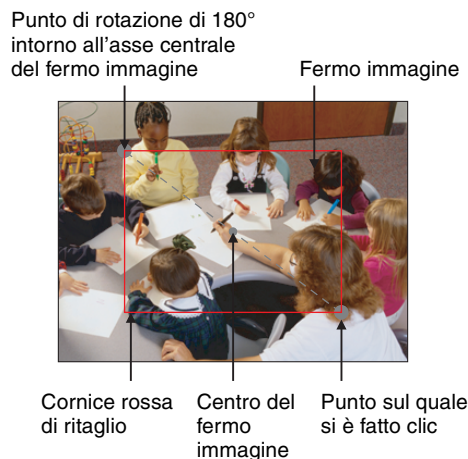 Punto di rotazione di 180°
intorno all'asse centrale
del fermo immagine
Fermo immagine
Cornice rossa
di ritaglio
Centro del
fermo
immagine
Punto sul quale
si è fatto clic